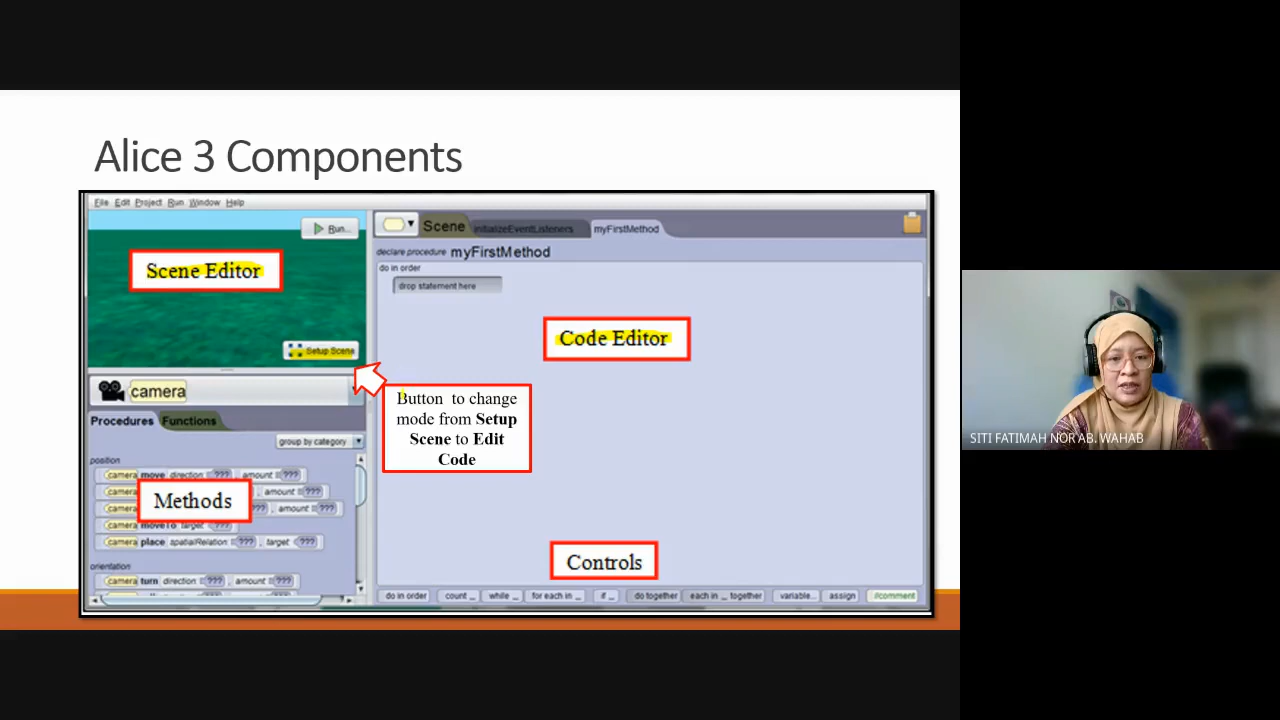 Alice 3 Components
File Edit Project Run Window Help
Run...
Scene Editor
Setup Scene
camera
Procedures Functions
group by category
position
camera move direction ??? , amount ???
camera , amount ???
camera ??? , amount ???
camera moveTo target ???
camera place spatialRelation ??? , target ???
orientation
camera turn direction ??? , amount ???
Methods
Scene initializeEventListeners myFirstMethod
declare procedure myFirstMethod
do in order
drop statement here
Code Editor
Button to change
mode from Setup
Scene to Edit
Code
Controls
do in order count _ while _ for each in _ if _ do together each in _ together variable... assign //comment
SITI FATIMAH NOR AB. WAHAB